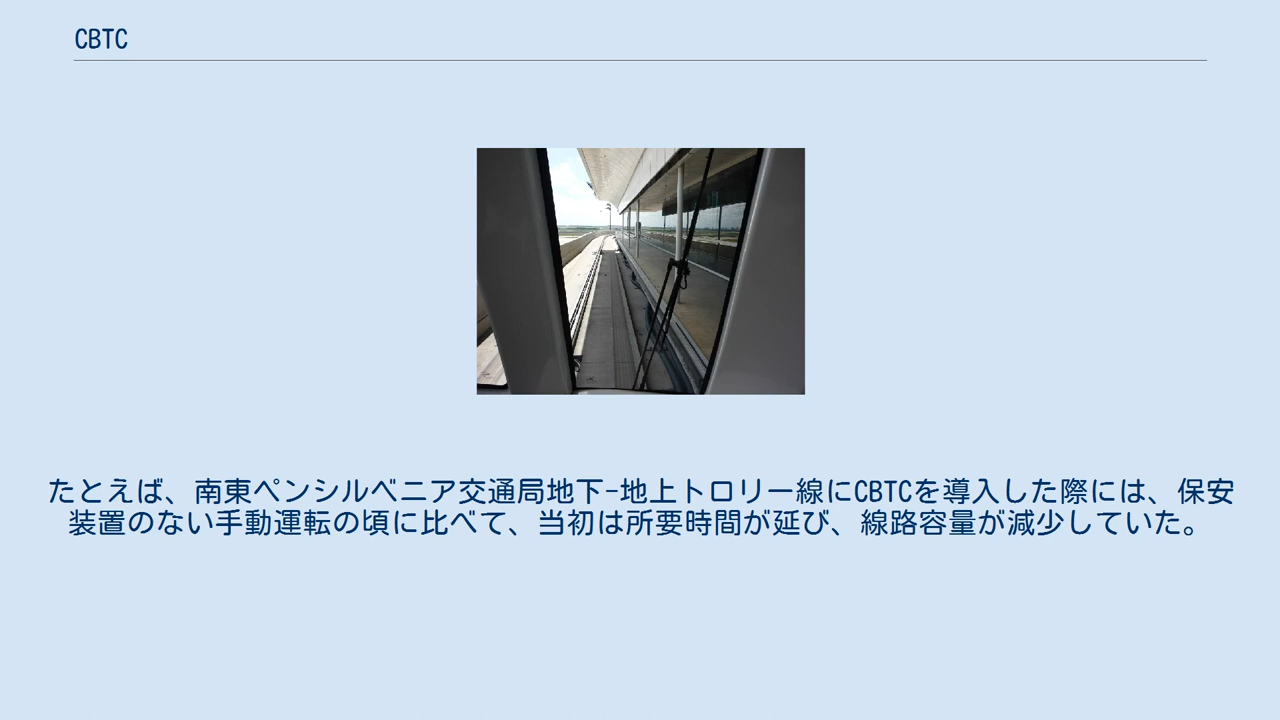 CBTC
たとえば、南東ペンシルベニア交通局地下-地上トロリー線にCBTCを導入した際には、保安
装置のない手動運転の頃に比べて、当初は所要時間が延び、線路容量が減少していた。